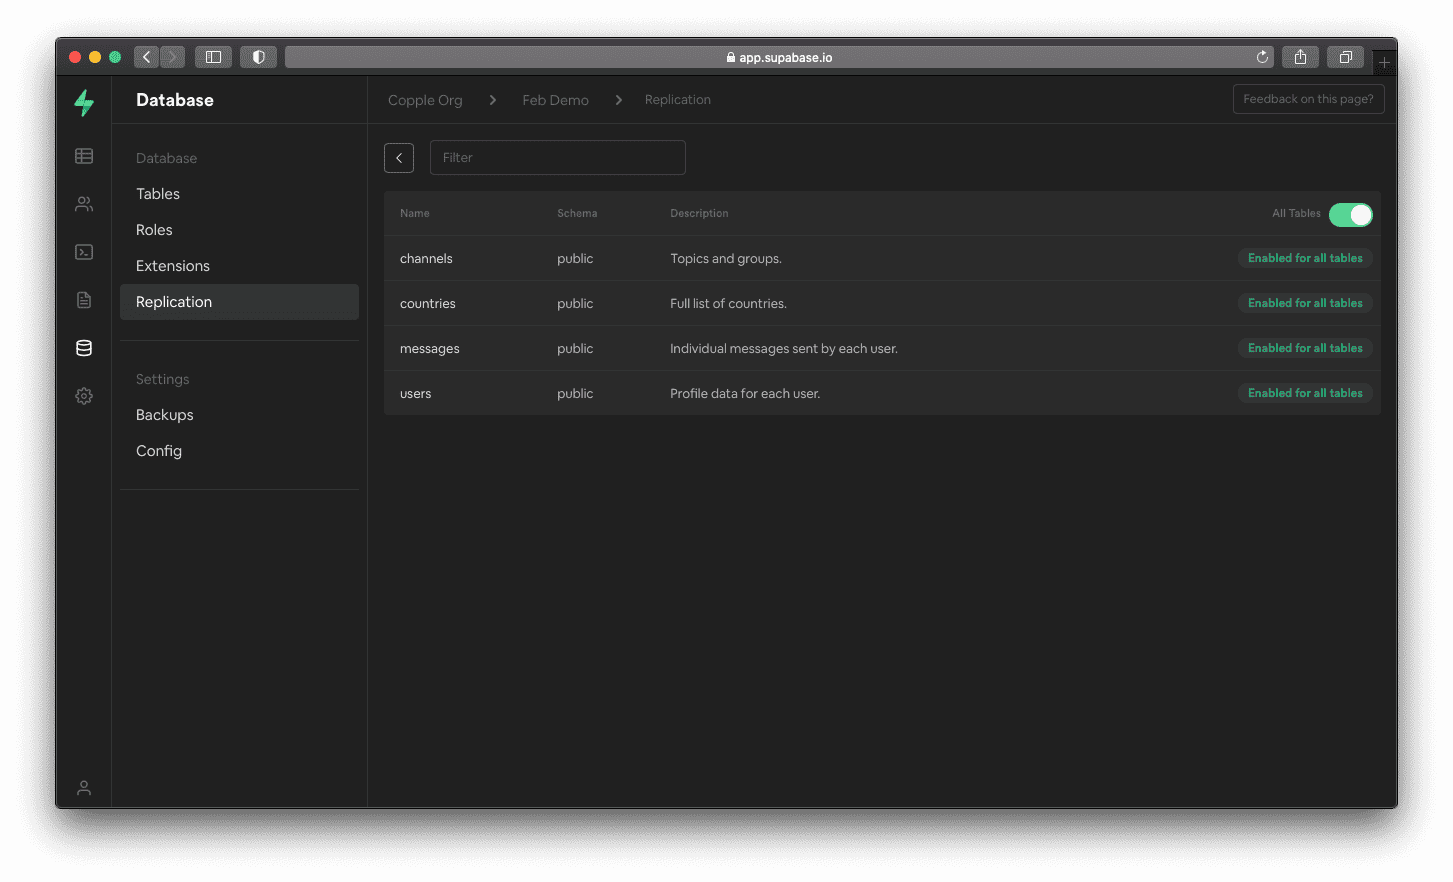 app.supabase.io
Database
Copple Org > Feb Demo > Replication
Feedback on this page?
Database
Tables
Roles
Extensions
Replication
Settings
Backups
Config
Filter
Name Schema Description All Tables
channels public Topics and groups. Enabled for all tables
countries public Full list of countries. Enabled for all tables
messages public Individual messages sent by each user. Enabled for all tables
users public Profile data for each user. Enabled for all tables